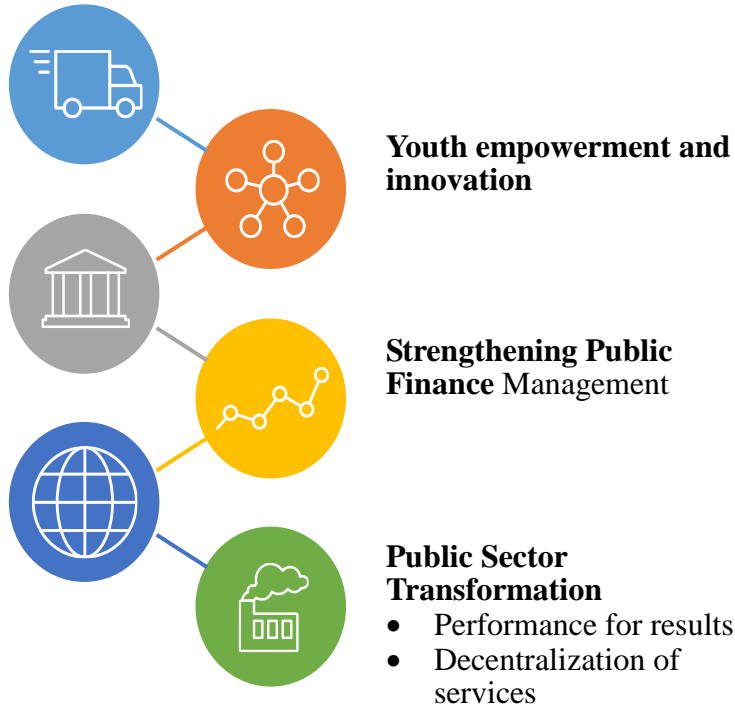 Youth empowerment and
innovation
Strengthening Public
Finance Management
Public Sector
Transformation
• Performance for results
• Decentralization of
services